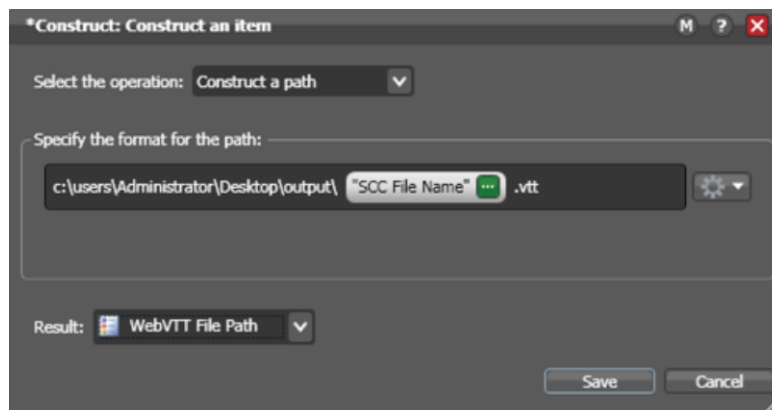 *Construct: Construct an item M ?
Select the operation: Construct a path
Specify the format for the path:
c:\users\Administrator\Desktop\output\ "SCC File Name" ... .vtt
Result: WebVTT File Path
Save Cancel